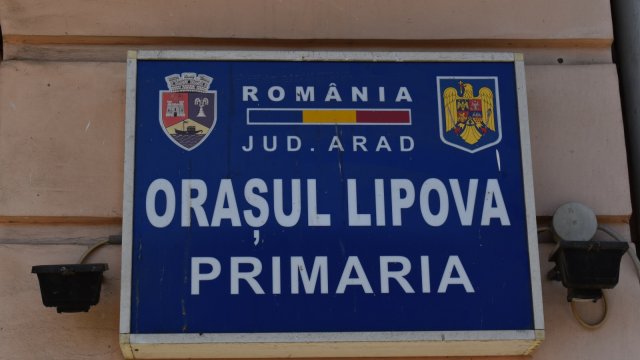 ROMÂNIA
JUD. ARAD
ORAȘUL LIPOVA
PRIMARIA